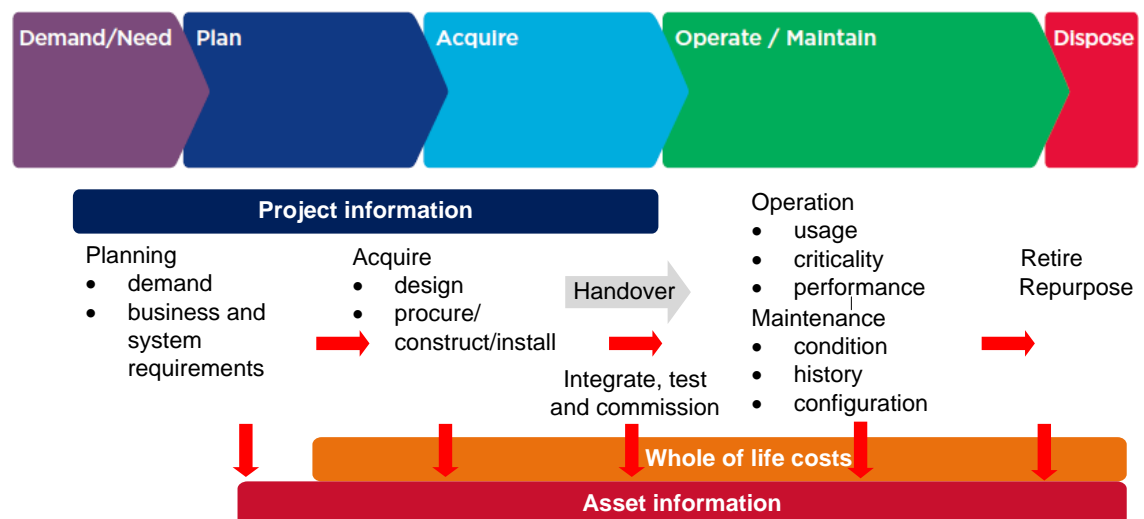 Demand/Need
Plan
Acquire
Operate / Maintain
Dispose
Project information
Planning
• demand
• business and
system
requirements
Acquire
• design
• procure/
construct/install
Handover
Integrate, test
and commission
Operation
• usage
• criticality
• performance
Maintenance
• condition
• history
• configuration
Retire
Repurpose
Whole of life costs
Asset information